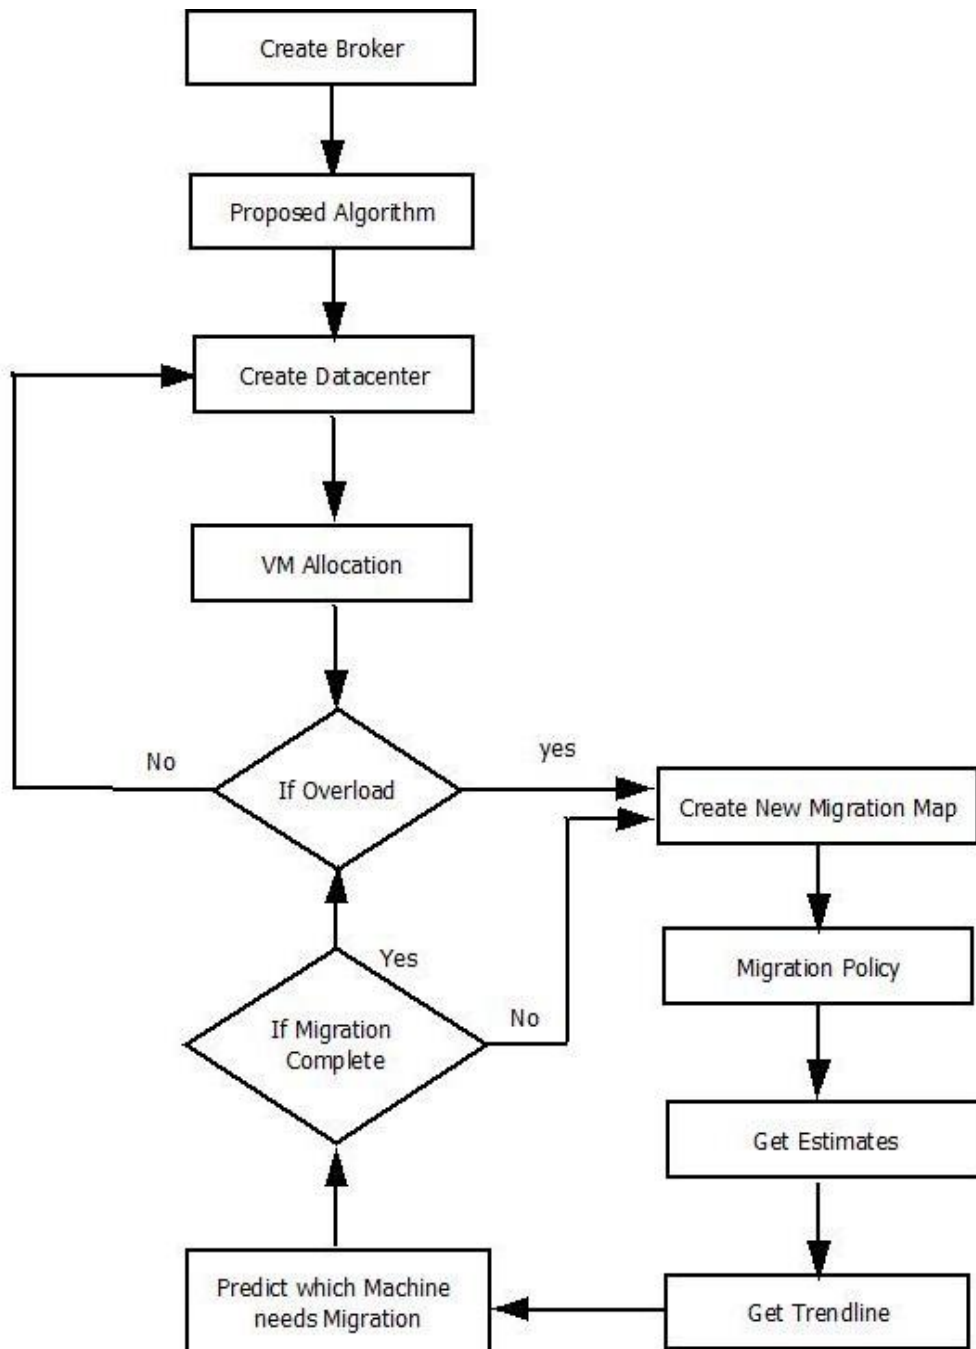 Create Broker
Proposed Algorithm
Create Datacenter
VM Allocation
No
yes
If Overload
Create New Migration Map
Yes
Migration Policy
No
If Migration
Complete
Get Estimates
Predict which Machine
needs Migration
Get Trendline